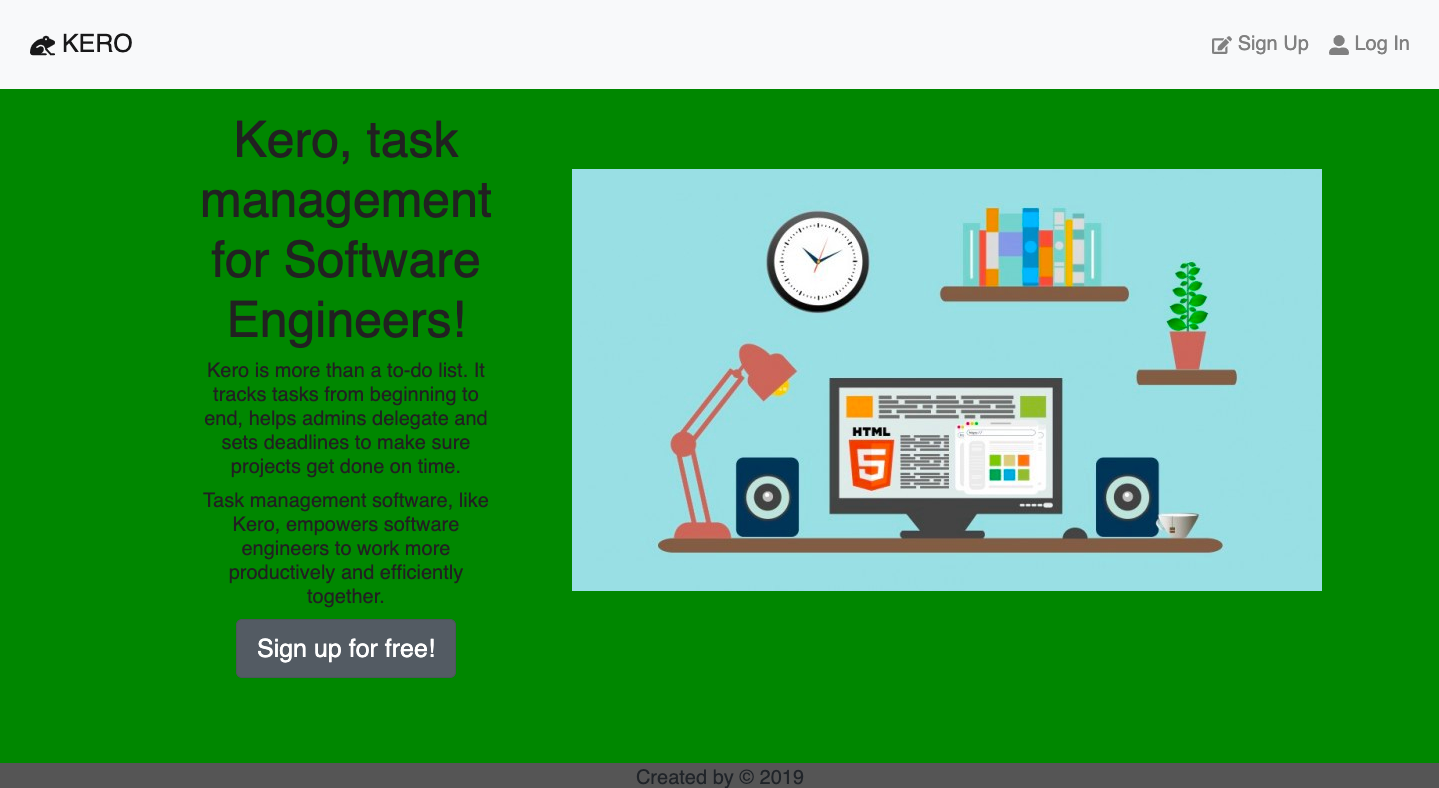 KERO
Sign Up
Log In
Kero, task
management
for Software
Engineers!
Kero is more than a to-do list. It
tracks tasks from beginning to
end, helps admins delegate and
sets deadlines to make sure
projects get done on time.
Task management software, like
Kero, empowers software
engineers to work more
productively and efficiently
together.
Sign up for free!
HTML
5
Created by © 2019